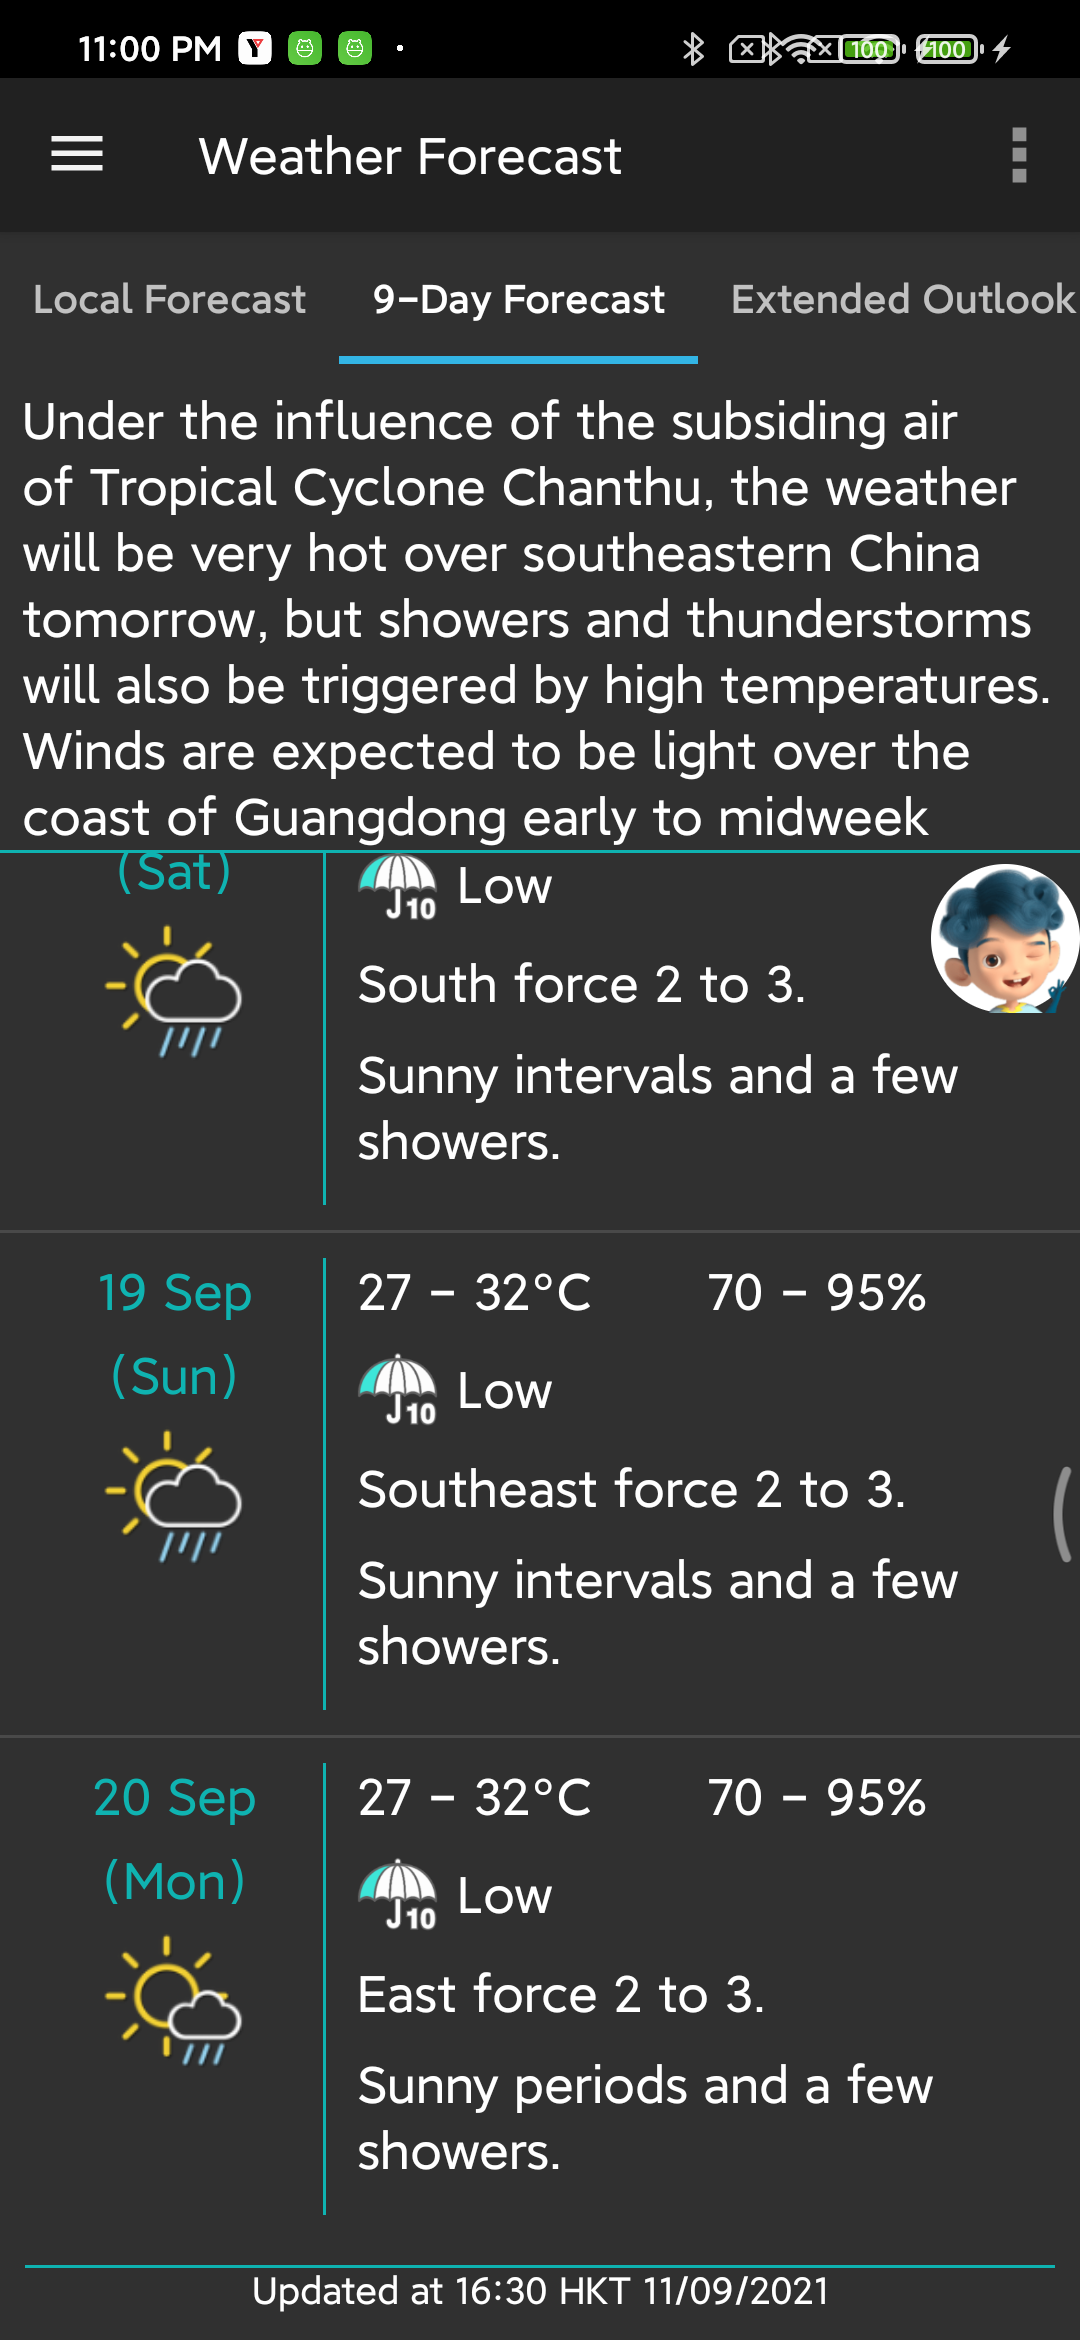 11:00 PM
100
100
Weather Forecast
Local Forecast
9-Day Forecast
Extended Outlook
Under the influence of the subsiding air
of Tropical Cyclone Chanthu, the weather
will be very hot over southeastern China
tomorrow, but showers and thunderstorms
will also be triggered by high temperatures.
Winds are expected to be light over the
coast of Guangdong early to midweek
(Sat)
10 Low
South force 2 to 3.
Sunny intervals and a few
showers.
19 Sep
(Sun)
27 - 32°C
70 - 95%
10 Low
Southeast force 2 to 3.
Sunny intervals and a few
showers.
20 Sep
(Mon)
27 - 32°C
70 - 95%
10 Low
East force 2 to 3.
Sunny periods and a few
showers.
Updated at 16:30 HKT 11/09/2021